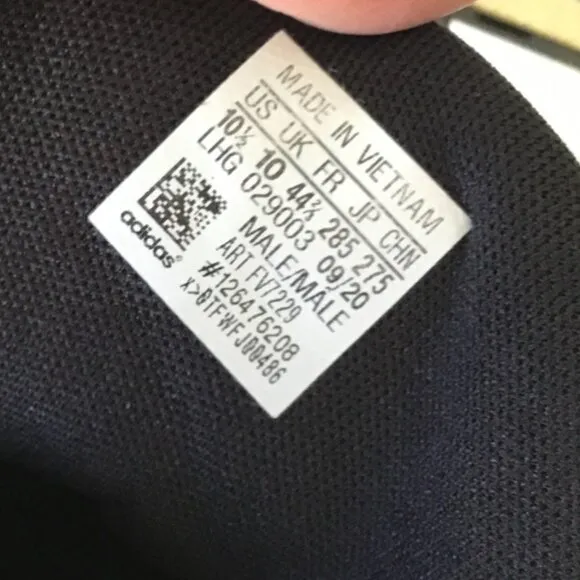 MADE IN VIETNAM
US UK FR JP CHN
10½ 10 44⅔ 285 275
LHG 029003 09/20
MALE/MALE
ART FV7229
#126476208
adidas®